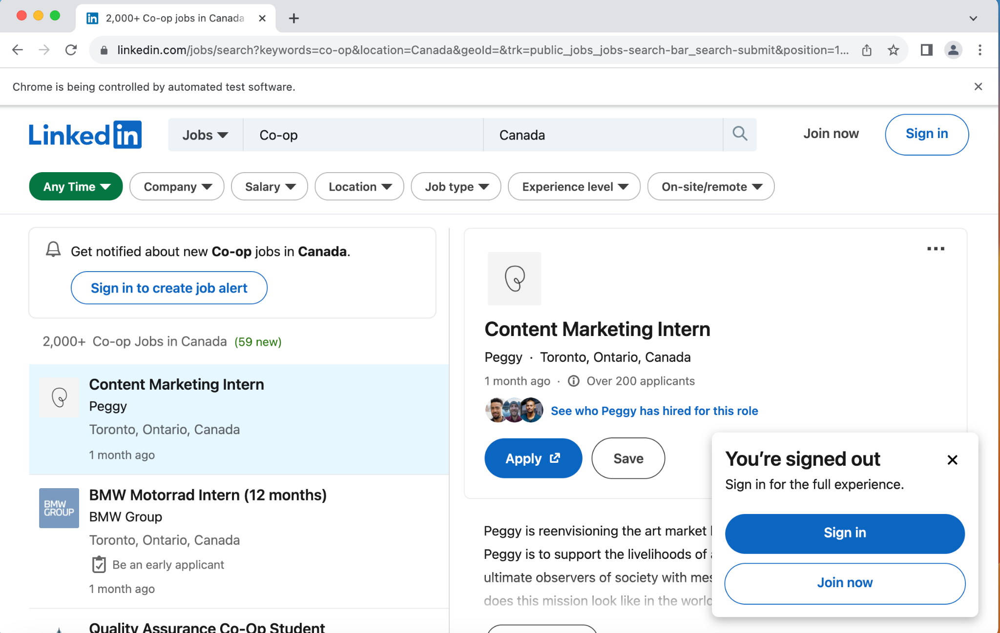 2,000+ Co-op jobs in Canada
linkedin.com/jobs/search?keywords=co-op&location=Canada&geoId=&trk=public_jobs_jobs-search-bar_search-submit&position=1...
Chrome is being controlled by automated test software.
Linkedin
Jobs
Co-op
Canada
Join now
Sign in
Any Time
Company
Salary
Location
Job type
Experience level
On-site/remote
Get notified about new Co-op jobs in Canada.
Sign in to create job alert
2,000+ Co-op Jobs in Canada (59 new)
Content Marketing Intern
Peggy
Toronto, Ontario, Canada
1 month ago
BMW GROUP
BMW Motorrad Intern (12 months)
BMW Group
Toronto, Ontario, Canada
Be an early applicant
1 month ago
Quality Assurance Co-Op Student
Content Marketing Intern
Peggy · Toronto, Ontario, Canada
1 month ago · Over 200 applicants
See who Peggy has hired for this role
Apply
Save
Peggy is reenvisioning the art market
Peggy is to support the livelihoods of
ultimate observers of society with
does this mission look like in the
You're signed out
Sign in for the full experience.
Sign in
Join now